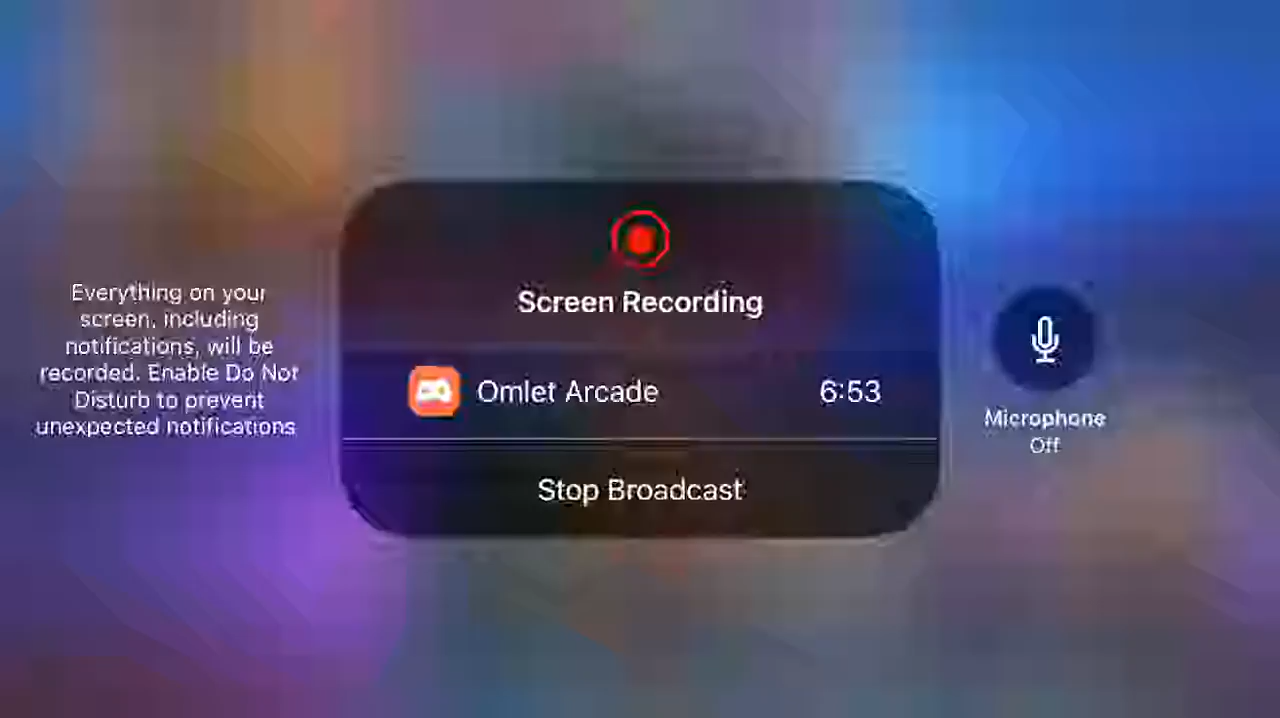 Everything on your
screen, including
notifications, will be
recorded. Enable Do Not
Disturb to prevent
unexpected notifications
Screen Recording
Omlet Arcade 6:53
Stop Broadcast
Microphone
Off